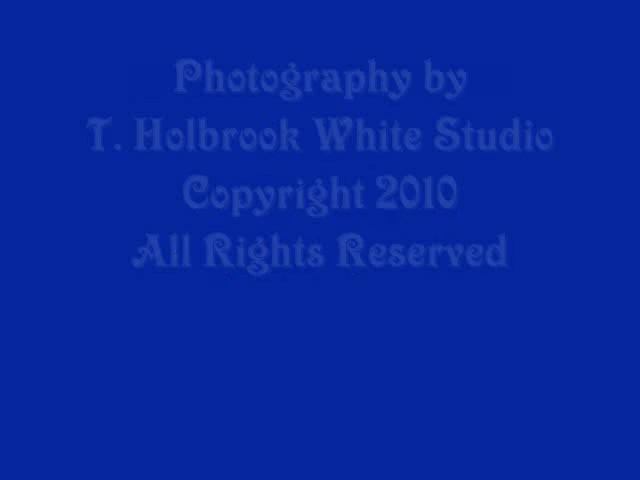 Photography by
T. Holbrook White Studio
Copyright 2010
All Rights Reserved